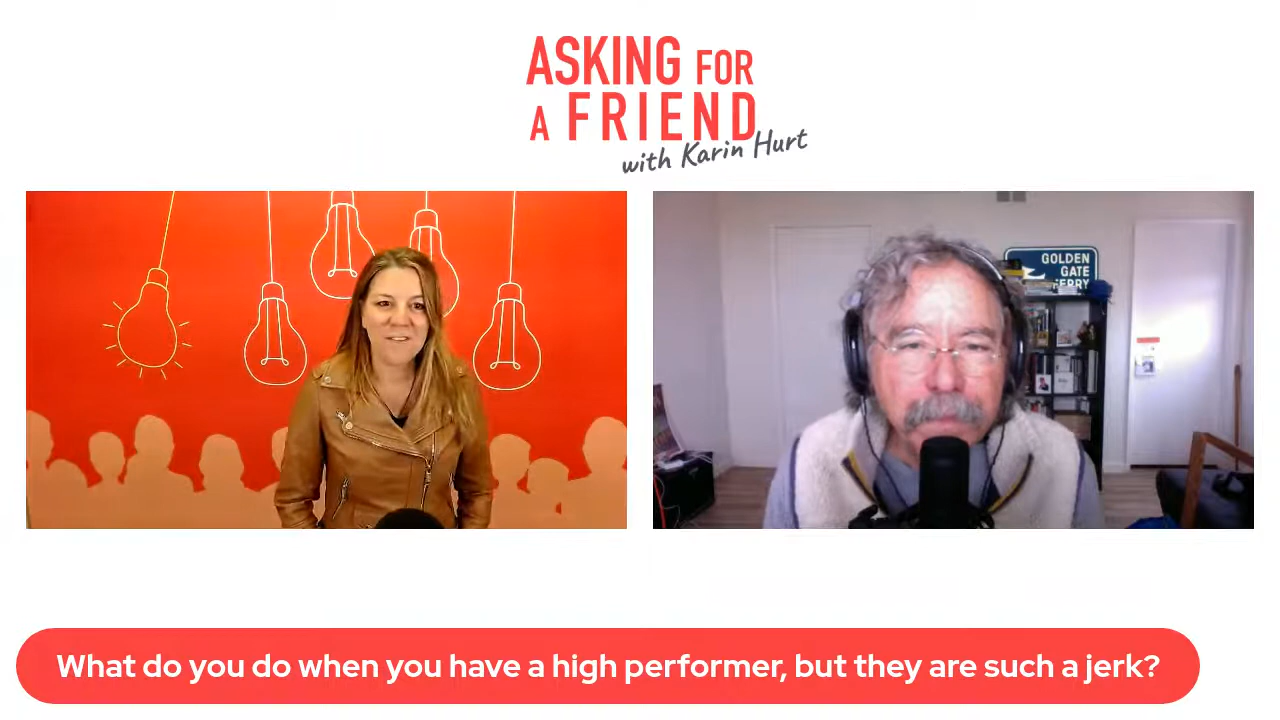 ASKING FOR
A FRIEND
with Karin Hurt
GOLDEN
GATE
FERRY
What do you do when you have a high performer, but they are such a jerk?